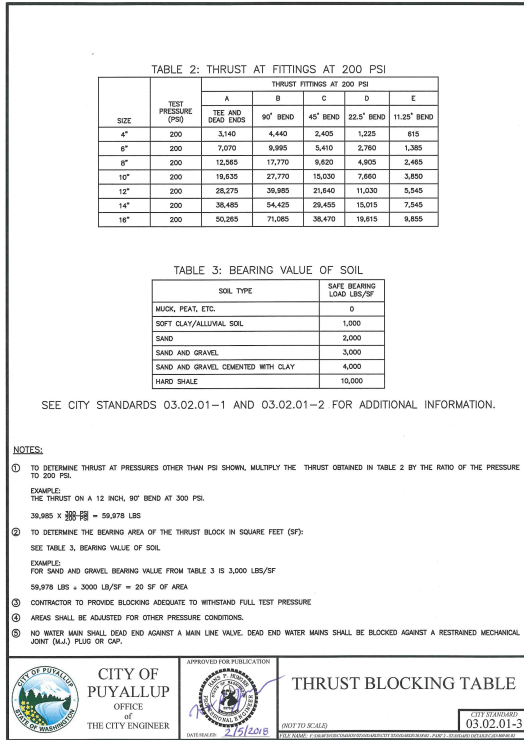 TABLE 2: THRUST AT FITTINGS AT 200 PSI
THRUST FITTINGS AT 200 PSI
SIZE TEST PRESSURE (PSI) A B C D E
TEE AND DEAD ENDS 90° BEND 45° BEND 22.5° BEND 11.25° BEND
4" 200 3,140 4,440 2,405 1,225 615
6" 200 7,070 9,995 5,410 2,760 1,385
8" 200 12,565 17,770 9,620 4,905 2,465
10" 200 19,635 27,770 15,030 7,660 3,850
12" 200 28,275 39,985 21,640 11,030 5,545
14" 200 38,485 54,425 29,455 15,015 7,545
16" 200 50,265 71,085 38,470 19,615 9,855
TABLE 3: BEARING VALUE OF SOIL
SOIL TYPE SAFE BEARING LOAD LBS/SF
MUCK, PEAT, ETC. 0
SOFT CLAY/ALLUVIAL SOIL 1,000
SAND 2,000
SAND AND GRAVEL 3,000
SAND AND GRAVEL CEMENTED WITH CLAY 4,000
HARD SHALE 10,000
SEE CITY STANDARDS 03.02.01-1 AND 03.02.01-2 FOR ADDITIONAL INFORMATION.
NOTES:
① TO DETERMINE THRUST AT PRESSURES OTHER THAN PSI SHOWN, MULTIPLY THE THRUST OBTAINED IN TABLE 2 BY THE RATIO OF THE PRESSURE
TO 200 PSI.
EXAMPLE:
THE THRUST ON A 12 INCH, 90° BEND AT 300 PSI.
39,985 X 300 PSI / 200 PSI = 59,978 LBS
② TO DETERMINE THE BEARING AREA OF THE THRUST BLOCK IN SQUARE FEET (SF):
SEE TABLE 3, BEARING VALUE OF SOIL
EXAMPLE:
FOR SAND AND GRAVEL BEARING VALUE FROM TABLE 3 IS 3,000 LBS/SF
59,978 LBS ÷ 3000 LB/SF = 20 SF OF AREA
③ CONTRACTOR TO PROVIDE BLOCKING ADEQUATE TO WITHSTAND FULL TEST PRESSURE
④ AREAS SHALL BE ADJUSTED FOR OTHER PRESSURE CONDITIONS.
⑤ NO WATER MAIN SHALL DEAD END AGAINST A MAIN LINE VALVE. DEAD END WATER MAINS SHALL BE BLOCKED AGAINST A RESTRAINED MECHANICAL
JOINT (M.J.) PLUG OR CAP.
CITY OF PUYALLUP
STATE OF WASHINGTON
CITY OF
PUYALLUP
OFFICE
of
THE CITY ENGINEER
APPROVED FOR PUBLICATION
PROFESSIONAL ENGINEER
DATE SEALED: 2/5/2018
THRUST BLOCKING TABLE
(NOT TO SCALE)
CITY STANDARD
03.02.01-3
FILE NAME: